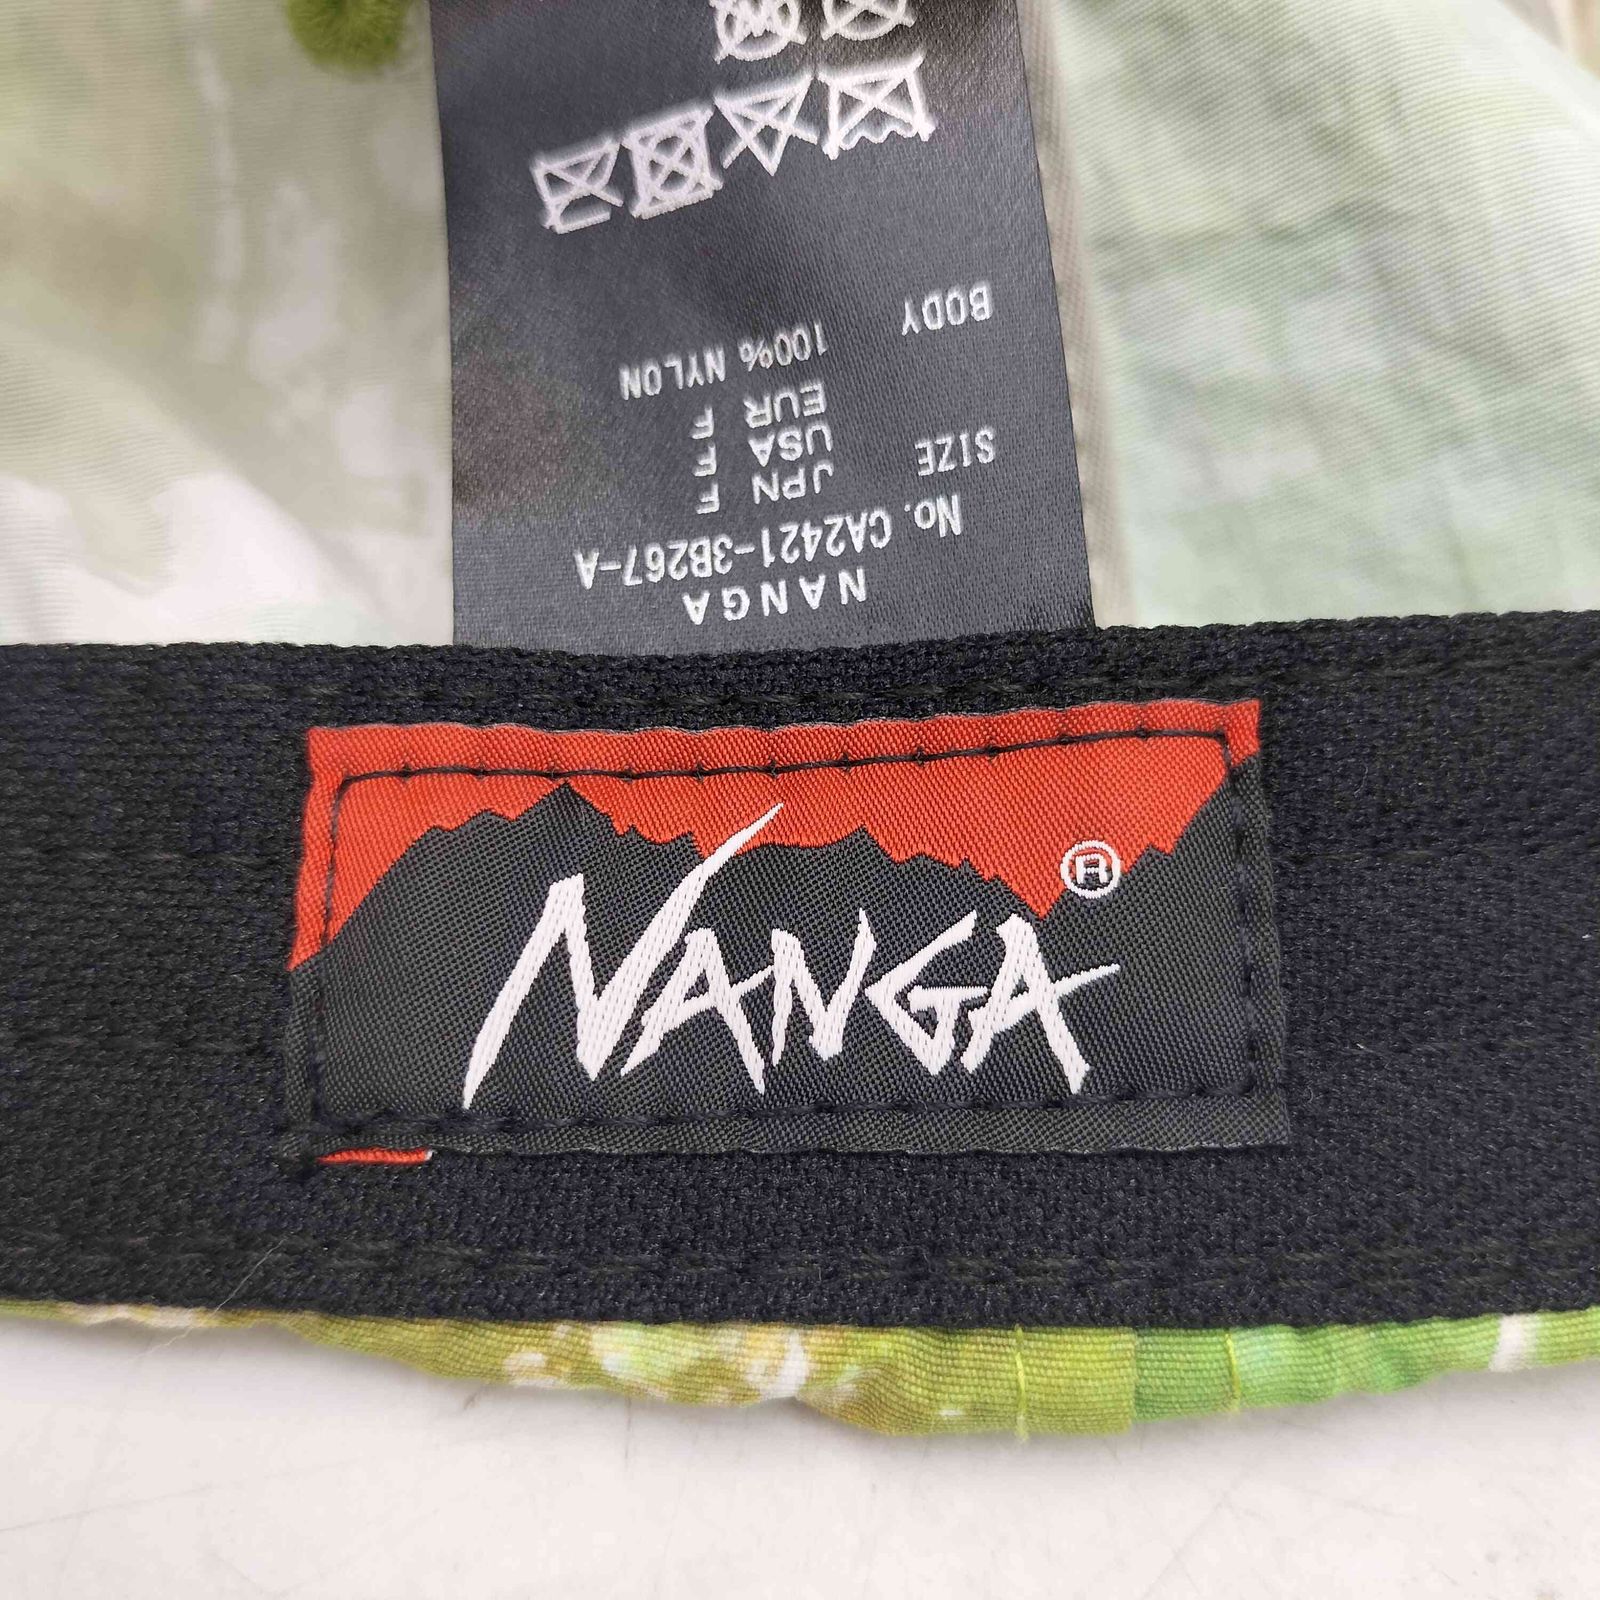 NANGA
No. CA2421-3B267-A
SIZE JPN F
USA F
EUR F
BODY 100% NYLON
NANGA®